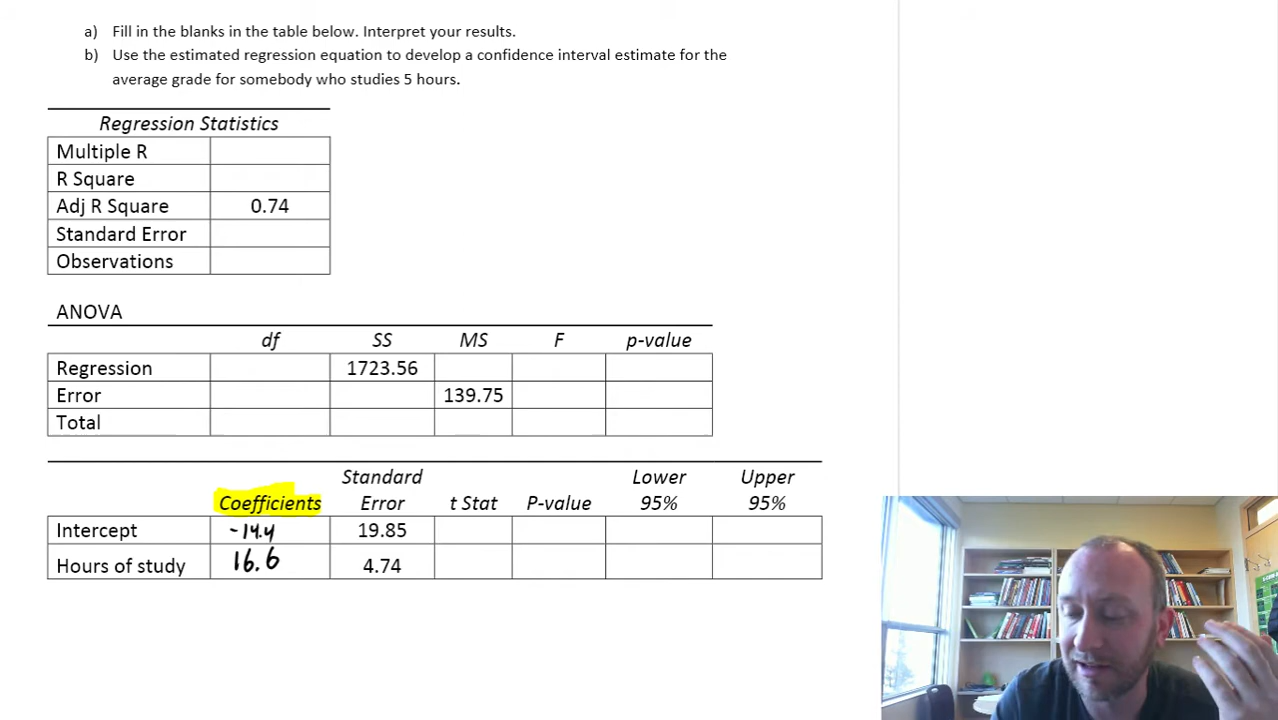 a) Fill in the blanks in the table below. Interpret your results.
b) Use the estimated regression equation to develop a confidence interval estimate for the
average grade for somebody who studies 5 hours.
Regression Statistics
Multiple R
R Square
Adj R Square 0.74
Standard Error
Observations
ANOVA
df SS MS F p-value
Regression 1723.56
Error 139.75
Total
Standard Lower Upper
Coefficients Error t Stat P-value 95% 95%
Intercept -14.4 19.85
Hours of study 16.6 4.74